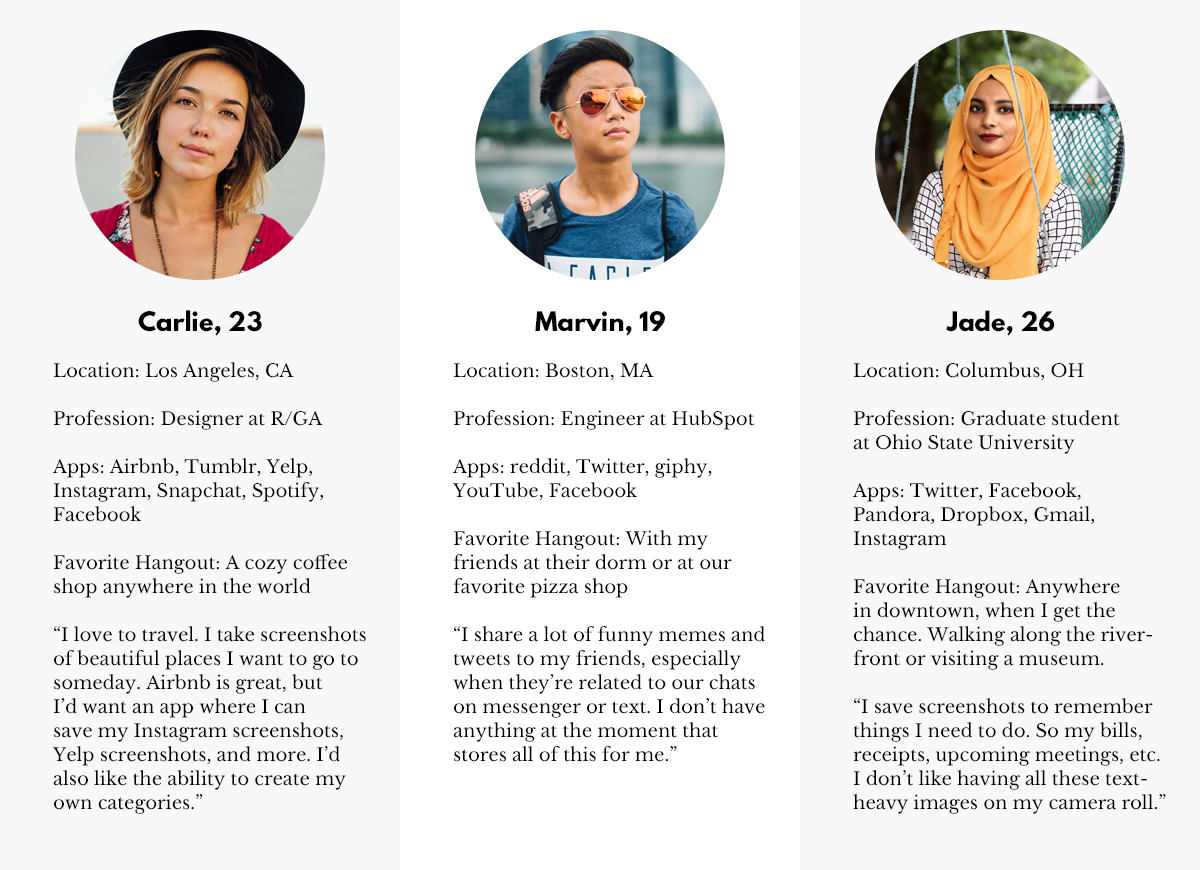 Carlie, 23
Location: Los Angeles, CA
Profession: Designer at R/GA
Apps: Airbnb, Tumblr, Yelp,
Instagram, Snapchat, Spotify,
Facebook
Favorite Hangout: A cozy coffee
shop anywhere in the world
“I love to travel. I take screenshots
of beautiful places I want to go to
someday. Airbnb is great, but
I’d want an app where I can
save my Instagram screenshots,
Yelp screenshots, and more. I’d
also like the ability to create my
own categories.”
Marvin, 19
Location: Boston, MA
Profession: Engineer at HubSpot
Apps: reddit, Twitter, giphy,
YouTube, Facebook
Favorite Hangout: With my
friends at their dorm or at our
favorite pizza shop
“I share a lot of funny memes and
tweets to my friends, especially
when they’re related to our chats
on messenger or text. I don’t have
anything at the moment that
stores all of this for me.”
Jade, 26
Location: Columbus, OH
Profession: Graduate student
at Ohio State University
Apps: Twitter, Facebook,
Pandora, Dropbox, Gmail,
Instagram
Favorite Hangout: Anywhere
in downtown, when I get the
chance. Walking along the river-
front or visiting a museum.
“I save screenshots to remember
things I need to do. So my bills,
receipts, upcoming meetings, etc.
I don’t like having all these text-
heavy images on my camera roll.”